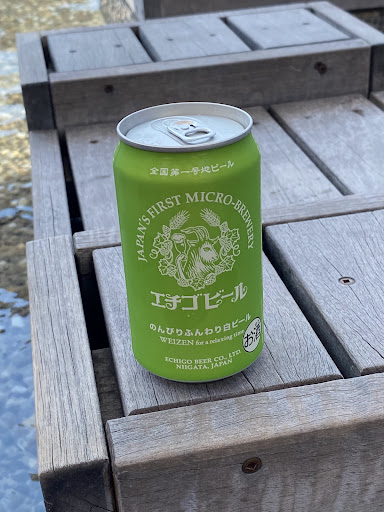 全国第一号地ビール
JAPAN'S FIRST MICRO-BREWERY
エチゴビール
のんびりふんわり白ビール
WEIZEN for a relaxing time
お酒
ECHIGO BEER CO., LTD.
NIIGATA, JAPAN